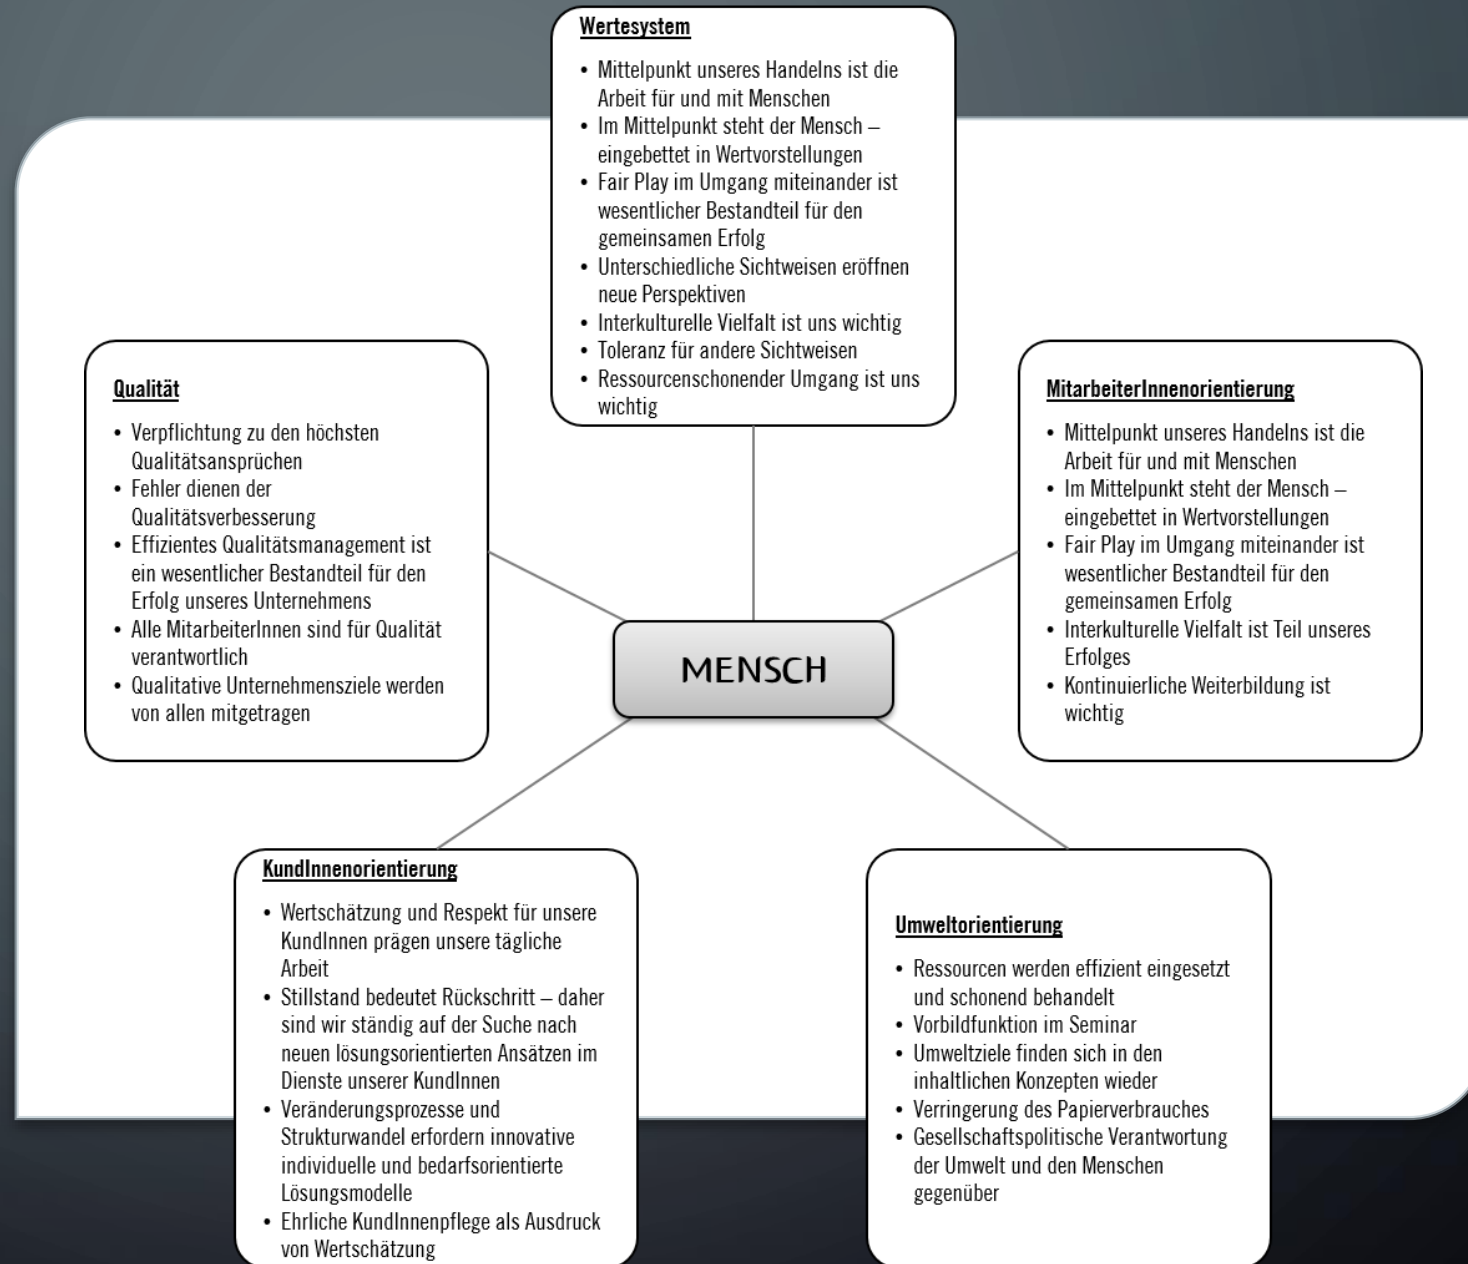 Wertesystem
• Mittelpunkt unseres Handelns ist die
Arbeit für und mit Menschen
• Im Mittelpunkt steht der Mensch –
eingebettet in Wertvorstellungen
• Fair Play im Umgang miteinander ist
wesentlicher Bestandteil für den
gemeinsamen Erfolg
• Unterschiedliche Sichtweisen eröffnen
neue Perspektiven
• Interkulturelle Vielfalt ist uns wichtig
• Toleranz für andere Sichtweisen
• Ressourcenschonender Umgang ist uns
wichtig
Qualität
• Verpflichtung zu den höchsten
Qualitätsansprüchen
• Fehler dienen der
Qualitätsverbesserung
• Effizientes Qualitätsmanagement ist
ein wesentlicher Bestandteil für den
Erfolg unseres Unternehmens
• Alle MitarbeiterInnen sind für Qualität
verantwortlich
• Qualitative Unternehmensziele werden
von allen mitgetragen
MENSCH
MitarbeiterInnenorientierung
• Mittelpunkt unseres Handelns ist die
Arbeit für und mit Menschen
• Im Mittelpunkt steht der Mensch –
eingebettet in Wertvorstellungen
• Fair Play im Umgang miteinander ist
wesentlicher Bestandteil für den
gemeinsamen Erfolg
• Interkulturelle Vielfalt ist Teil unseres
Erfolges
• Kontinuierliche Weiterbildung ist
wichtig
KundInnenorientierung
• Wertschätzung und Respekt für unsere
KundInnen prägen unsere tägliche
Arbeit
• Stillstand bedeutet Rückschritt – daher
sind wir ständig auf der Suche nach
neuen lösungsorientierten Ansätzen im
Dienste unserer KundInnen
• Veränderungsprozesse und
Strukturwandel erfordern innovative
individuelle und bedarfsorientierte
Lösungsmodelle
• Ehrliche KundInnenpflege als Ausdruck
von Wertschätzung
Umweltorientierung
• Ressourcen werden effizient eingesetzt
und schonend behandelt
• Vorbildfunktion im Seminar
• Umweltziele finden sich in den
inhaltlichen Konzepten wieder
• Verringerung des Papierverbrauches
• Gesellschaftspolitische Verantwortung
der Umwelt und den Menschen
gegenüber